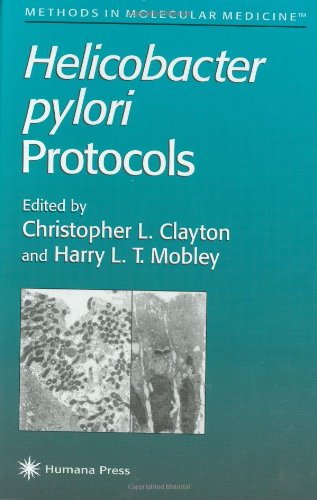 METHODS IN MOLECULAR MEDICINE™
Helicobacter
pylori
Protocols
Edited by
Christopher L. Clayton
and Harry L. T. Mobley
Humana Press